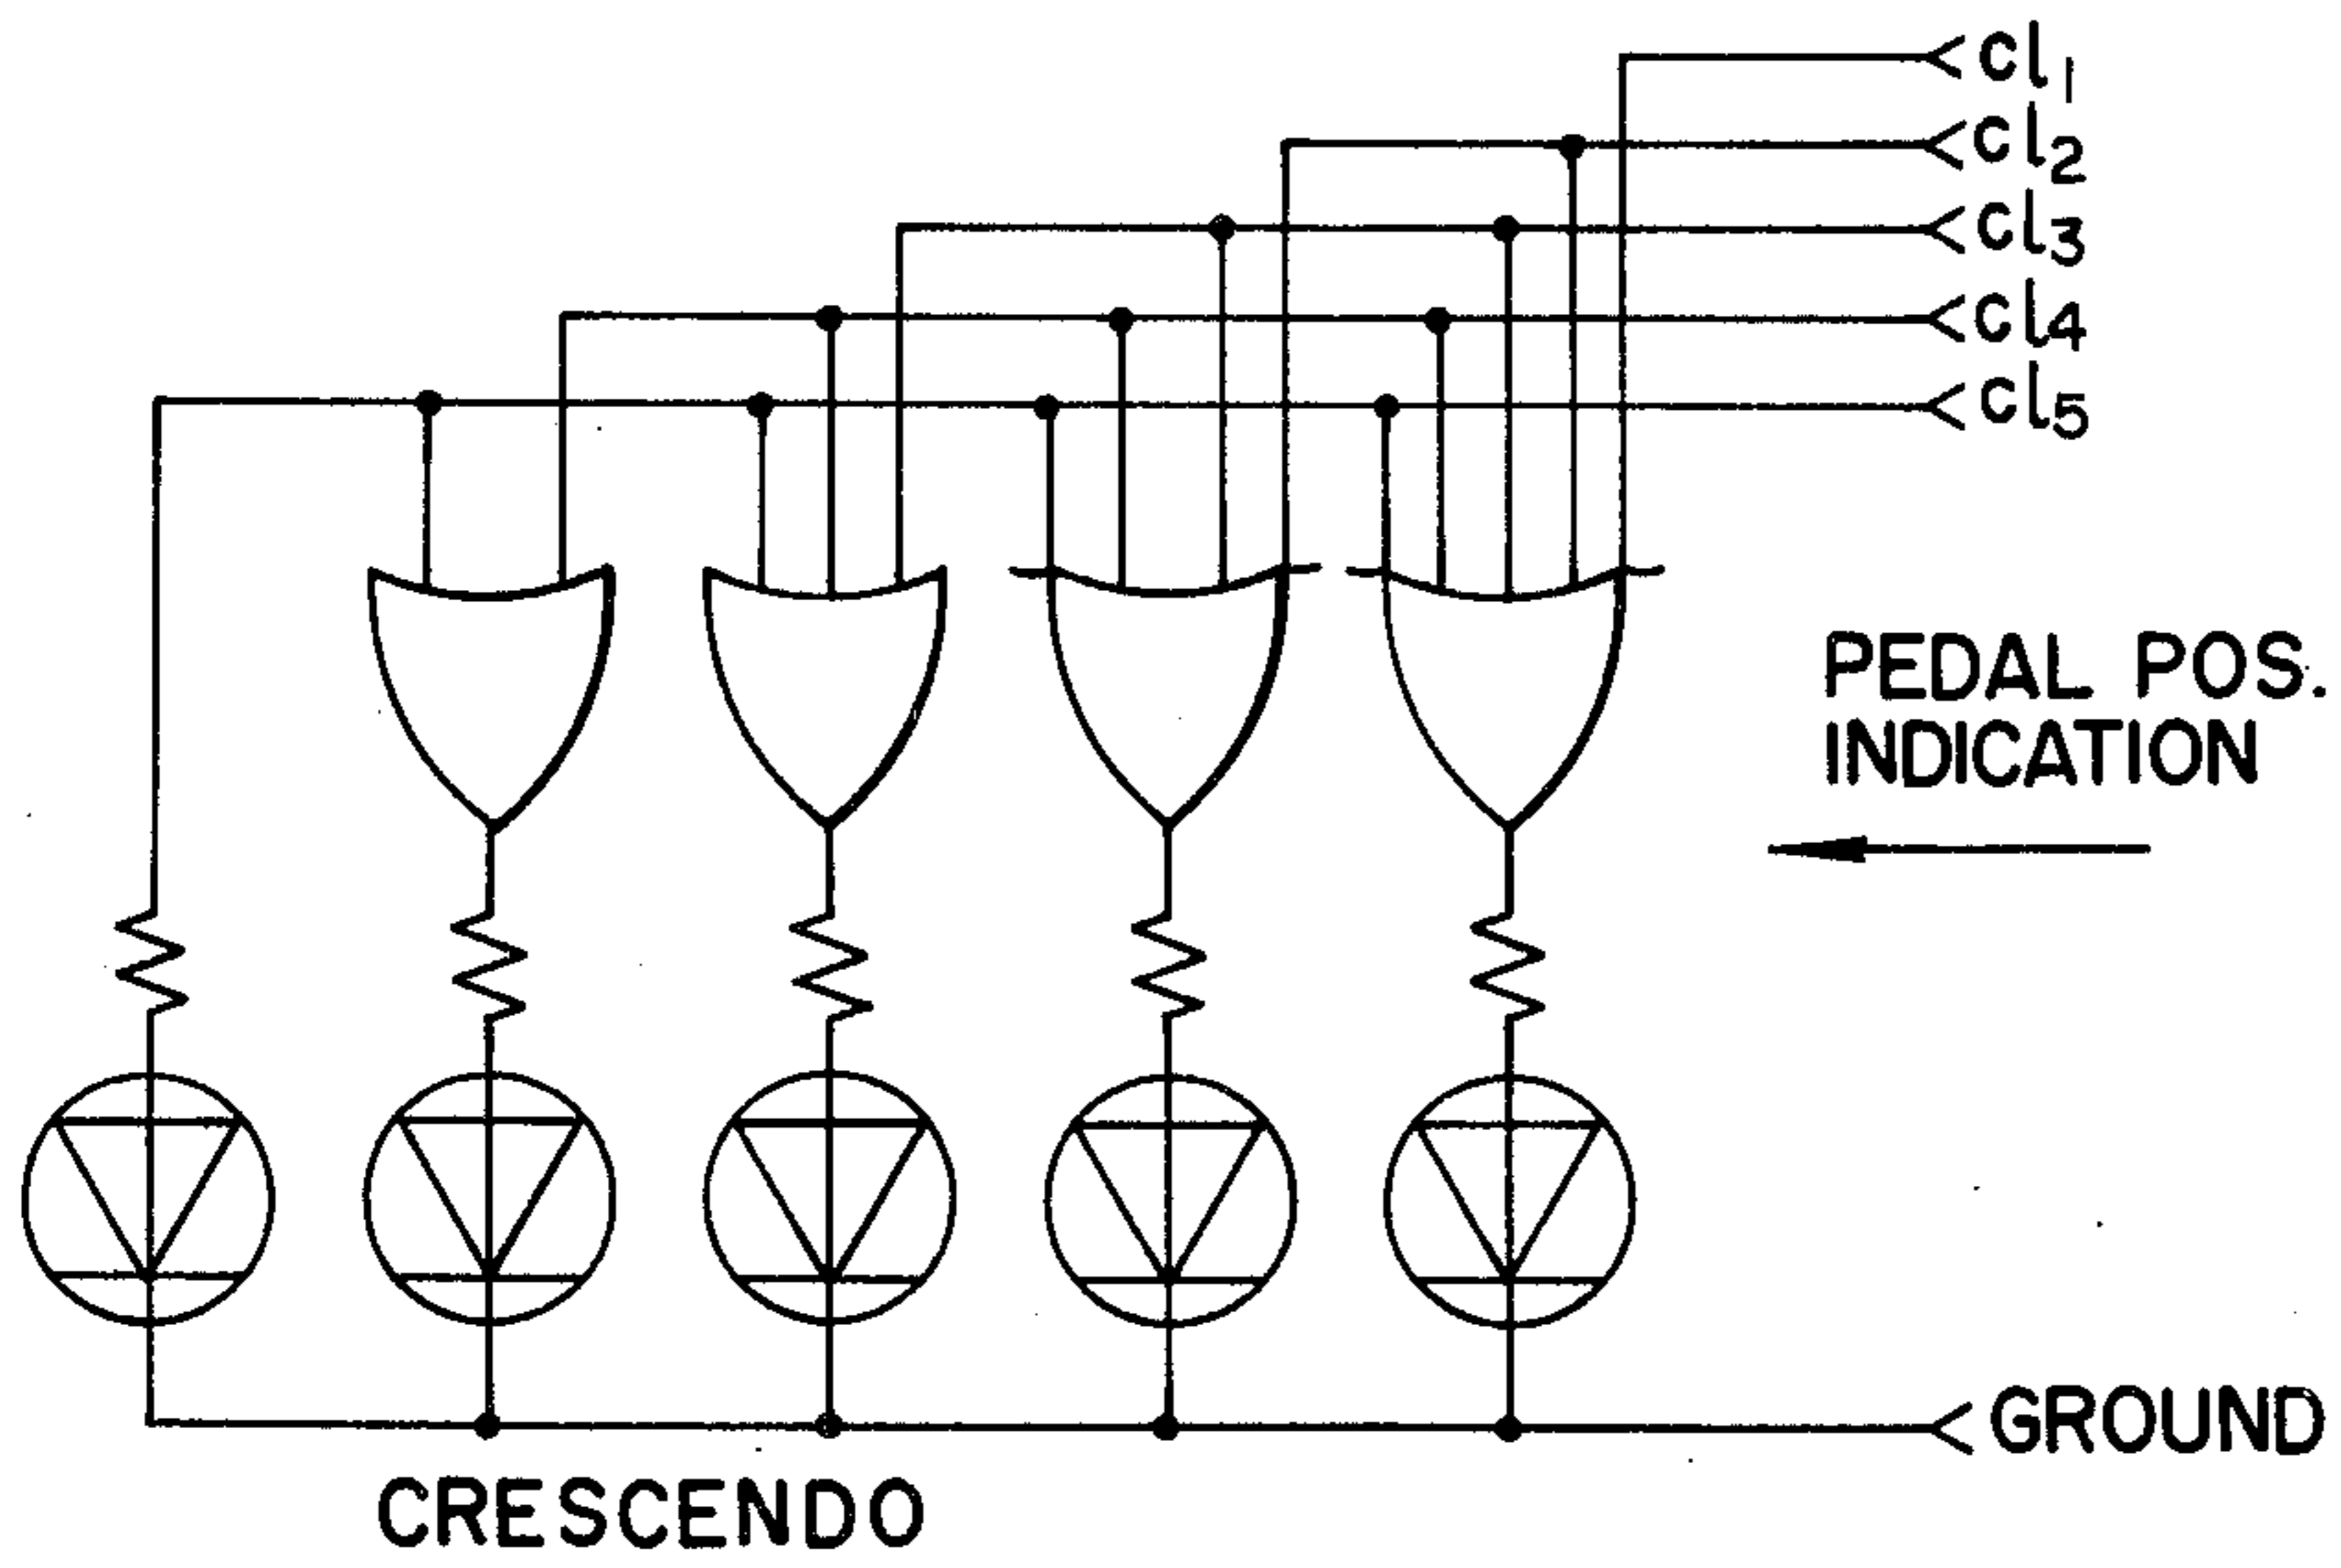 cl1
cl2
cl3
cl4
cl5
PEDAL POS.
INDICATION
GROUND
CRESCENDO